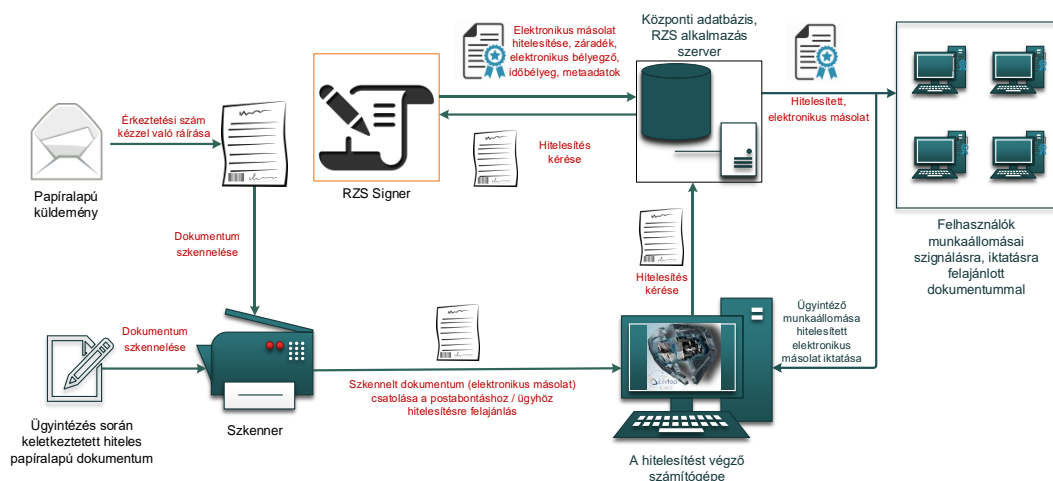 Elektronikus másolat
hitelesítése, záradék,
elektronikus bélyegző,
időbélyeg, metaadatok
Központi adatbázis,
RZS alkalmazás
szerver
Hitelesített,
elektronikus másolat
Érkeztetési szám
kézzel való ráírása
Hitelesítés
kérése
Papíralapú
küldemény
RZS Signer
Felhasználók
munkaállomásai
szignálásra, iktatásra
felajánlott
dokumentummal
Dokumentum
szkennelése
Hitelesítés
kérése
Ügyintéző
munkaállomása
hitelesített
elektronikus
másolat iktatása
Dokumentum
szkennelése
Szkennelt dokumentum (elektronikus másolat)
csatolása a postabontáshoz / ügyhöz
hitelesítésre felajánlás
Ügyintézés során
keletkeztetett hiteles
papíralapú dokumentum
Szkenner
A hitelesítést végző
számítógépe